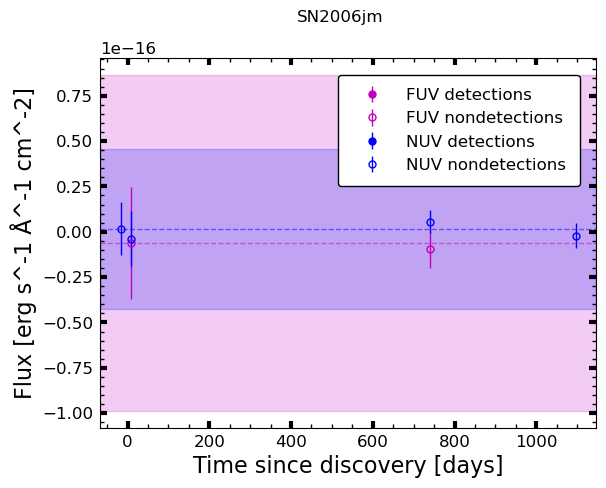 SN2006jm
1e−16
FUV detections
FUV nondetections
NUV detections
NUV nondetections
0.75
0.50
0.25
0.00
−0.25
−0.50
−0.75
−1.00
Flux [erg s^-1 Å^-1 cm^-2]
0 200 400 600 800 1000
Time since discovery [days]